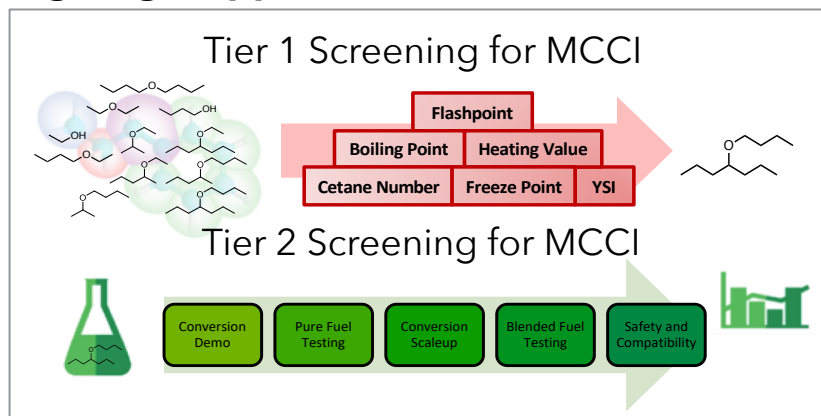 Tier 1 Screening for MCCI
Flashpoint
Boiling Point Heating Value
Cetane Number Freeze Point YSI
O
O
OH
OH
O
O
O
O
O
O
O
O
O
Tier 2 Screening for MCCI
Conversion
Demo
Pure Fuel
Testing
Conversion
Scaleup
Blended Fuel
Testing
Safety and
Compatibility
O